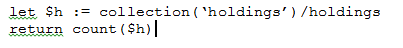 let $h := collection(‘holdings’)/holdings
return count($h)